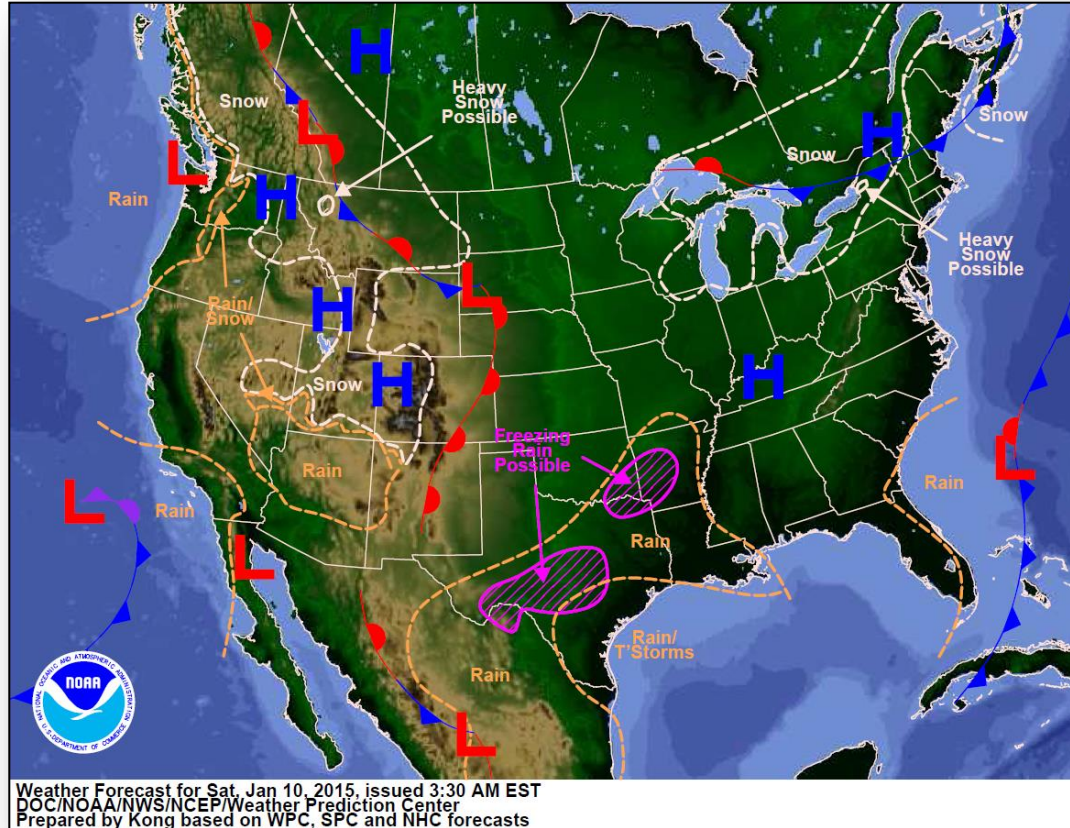 H
Snow
Heavy
Snow
Possible
L
L
H
Snow
Snow
H
Rain
H
Heavy
Snow
Possible
Rain/
Snow
H
L
Snow
H
H
Freezing
Rain
Possible
Rain
L
Rain
L
Rain
L
Rain
Rain/
T'Storms
Rain
L
NATIONAL OCEANIC AND ATMOSPHERIC ADMINISTRATION
NOAA
U.S. DEPARTMENT OF COMMERCE
Weather Forecast for Sat, Jan 10, 2015, issued 3:30 AM EST
DOC/NOAA/NWS/NCEP/Weather Prediction Center
Prepared by Kong based on WPC, SPC and NHC forecasts